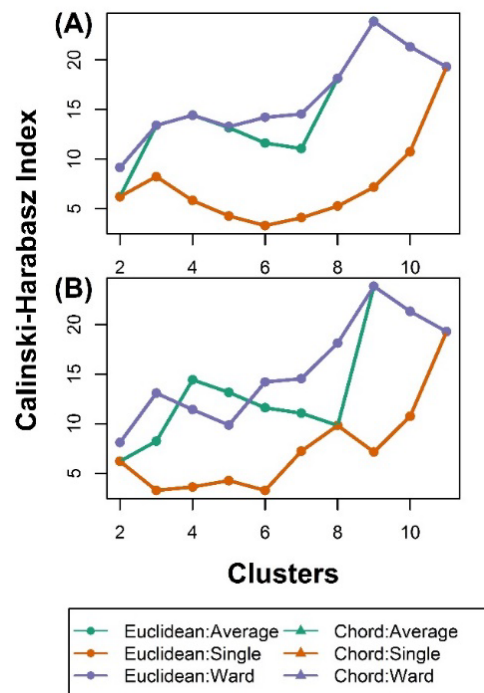 (A)
20
15
10
5
2 4 6 8 10
Calinski-Harabasz Index
(B)
20
15
10
5
2 4 6 8 10
Clusters
Euclidean:Average Chord:Average
Euclidean:Single Chord:Single
Euclidean:Ward Chord:Ward